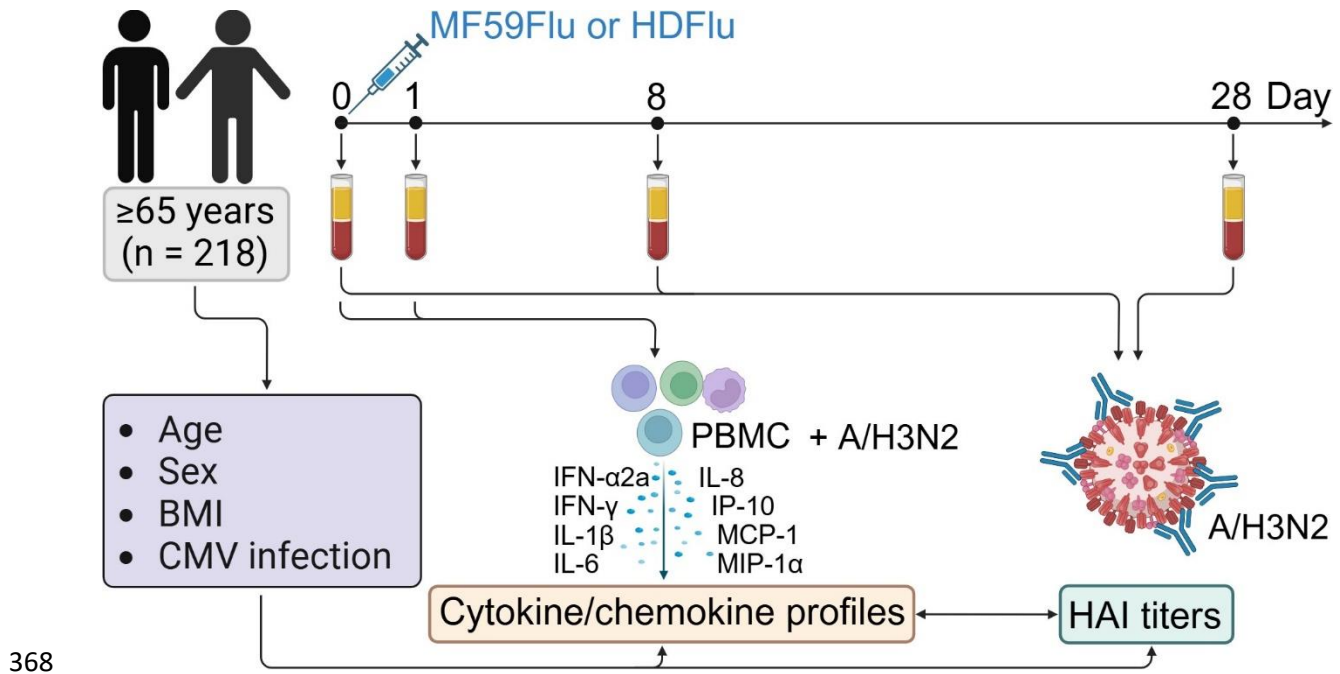 MF59Flu or HDFlu
0 1 8 28 Day
≥65 years
(n = 218)
• Age
• Sex
• BMI
• CMV infection
PBMC + A/H3N2
IFN-α2a IL-8
IFN-γ IP-10
IL-1β MCP-1
IL-6 MIP-1α
A/H3N2
Cytokine/chemokine profiles
HAI titers
368